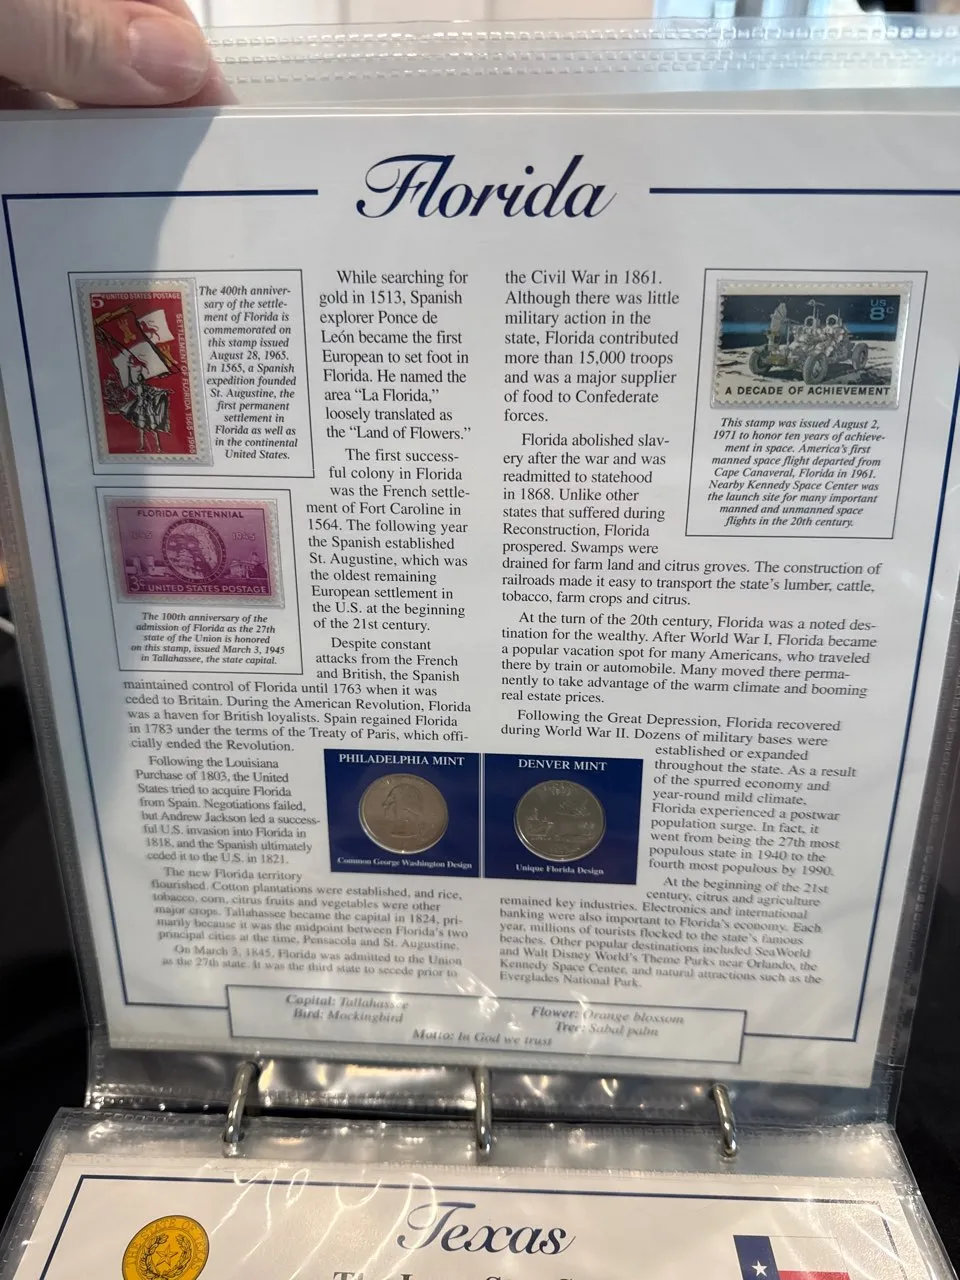 Florida
5¢ UNITED STATES POSTAGE
SETTLEMENT OF FLORIDA 1565-1965
The 400th anniver-
sary of the settle-
ment of Florida is
commemorated on
this stamp issued
August 28, 1965.
In 1565, a Spanish
expedition founded
St. Augustine, the
first permanent
settlement in
Florida as well as
in the continental
United States.
FLORIDA CENTENNIAL
1845 1945
3¢ UNITED STATES POSTAGE
The 100th anniversary of the
admission of Florida as the 27th
state of the Union is honored
on this stamp, issued March 3, 1945
in Tallahassee, the state capital.
While searching for
gold in 1513, Spanish
explorer Ponce de
León became the first
European to set foot in
Florida. He named the
area “La Florida,”
loosely translated as
the “Land of Flowers.”
The first success-
ful colony in Florida
was the French settle-
ment of Fort Caroline in
1564. The following year
the Spanish established
St. Augustine, which was
the oldest remaining
European settlement in
the U.S. at the beginning
of the 21st century.
Despite constant
attacks from the French
and British, the Spanish
maintained control of Florida until 1763 when it was
ceded to Britain. During the American Revolution, Florida
was a haven for British loyalists. Spain regained Florida
in 1783 under the terms of the Treaty of Paris, which offi-
cially ended the Revolution.
Following the Louisiana
Purchase of 1803, the United
States tried to acquire Florida
from Spain. Negotiations failed,
but Andrew Jackson led a success-
ful U.S. invasion into Florida in
1818, and the Spanish ultimately
ceded it to the U.S. in 1821.
The new Florida territory
flourished. Cotton plantations were established, and rice,
tobacco, corn, citrus fruits and vegetables were other
major crops. Tallahassee became the capital in 1824, pri-
marily because it was the midpoint between Florida's two
principal cities at the time, Pensacola and St. Augustine.
On March 3, 1845, Florida was admitted to the Union
as the 27th state. It was the third state to secede prior to
the Civil War in 1861.
Although there was little
military action in the
state, Florida contributed
more than 15,000 troops
and was a major supplier
of food to Confederate
forces.
Florida abolished slav-
ery after the war and was
readmitted to statehood
in 1868. Unlike other
states that suffered during
Reconstruction, Florida
prospered. Swamps were
drained for farm land and citrus groves. The construction of
railroads made it easy to transport the state's lumber, cattle,
tobacco, farm crops and citrus.
At the turn of the 20th century, Florida was a noted des-
tination for the wealthy. After World War I, Florida became
a popular vacation spot for many Americans, who traveled
there by train or automobile. Many moved there perma-
nently to take advantage of the warm climate and booming
real estate prices.
Following the Great Depression, Florida recovered
during World War II. Dozens of military bases were
established or expanded
throughout the state. As a result
of the spurred economy and
year-round mild climate,
Florida experienced a postwar
population surge. In fact, it
went from being the 27th most
populous state in 1940 to the
fourth most populous by 1990.
At the beginning of the 21st
century, citrus and agriculture
remained key industries. Electronics and international
banking were also important to Florida's economy. Each
year, millions of tourists flocked to the state's famous
beaches. Other popular destinations included SeaWorld
and Walt Disney World's Theme Parks near Orlando, the
Kennedy Space Center, and natural attractions such as the
Everglades National Park.
US
8¢
A DECADE OF ACHIEVEMENT
This stamp was issued August 2,
1971 to honor ten years of achieve-
ment in space. America's first
manned space flight departed from
Cape Canaveral, Florida in 1961.
Nearby Kennedy Space Center was
the launch site for many important
manned and unmanned space
flights in the 20th century.
PHILADELPHIA MINT
Common George Washington Design
DENVER MINT
Unique Florida Design
Capital: Tallahassee
Bird: Mockingbird
Flower: Orange blossom
Tree: Sabal palm
Motto: In God we trust
Texas